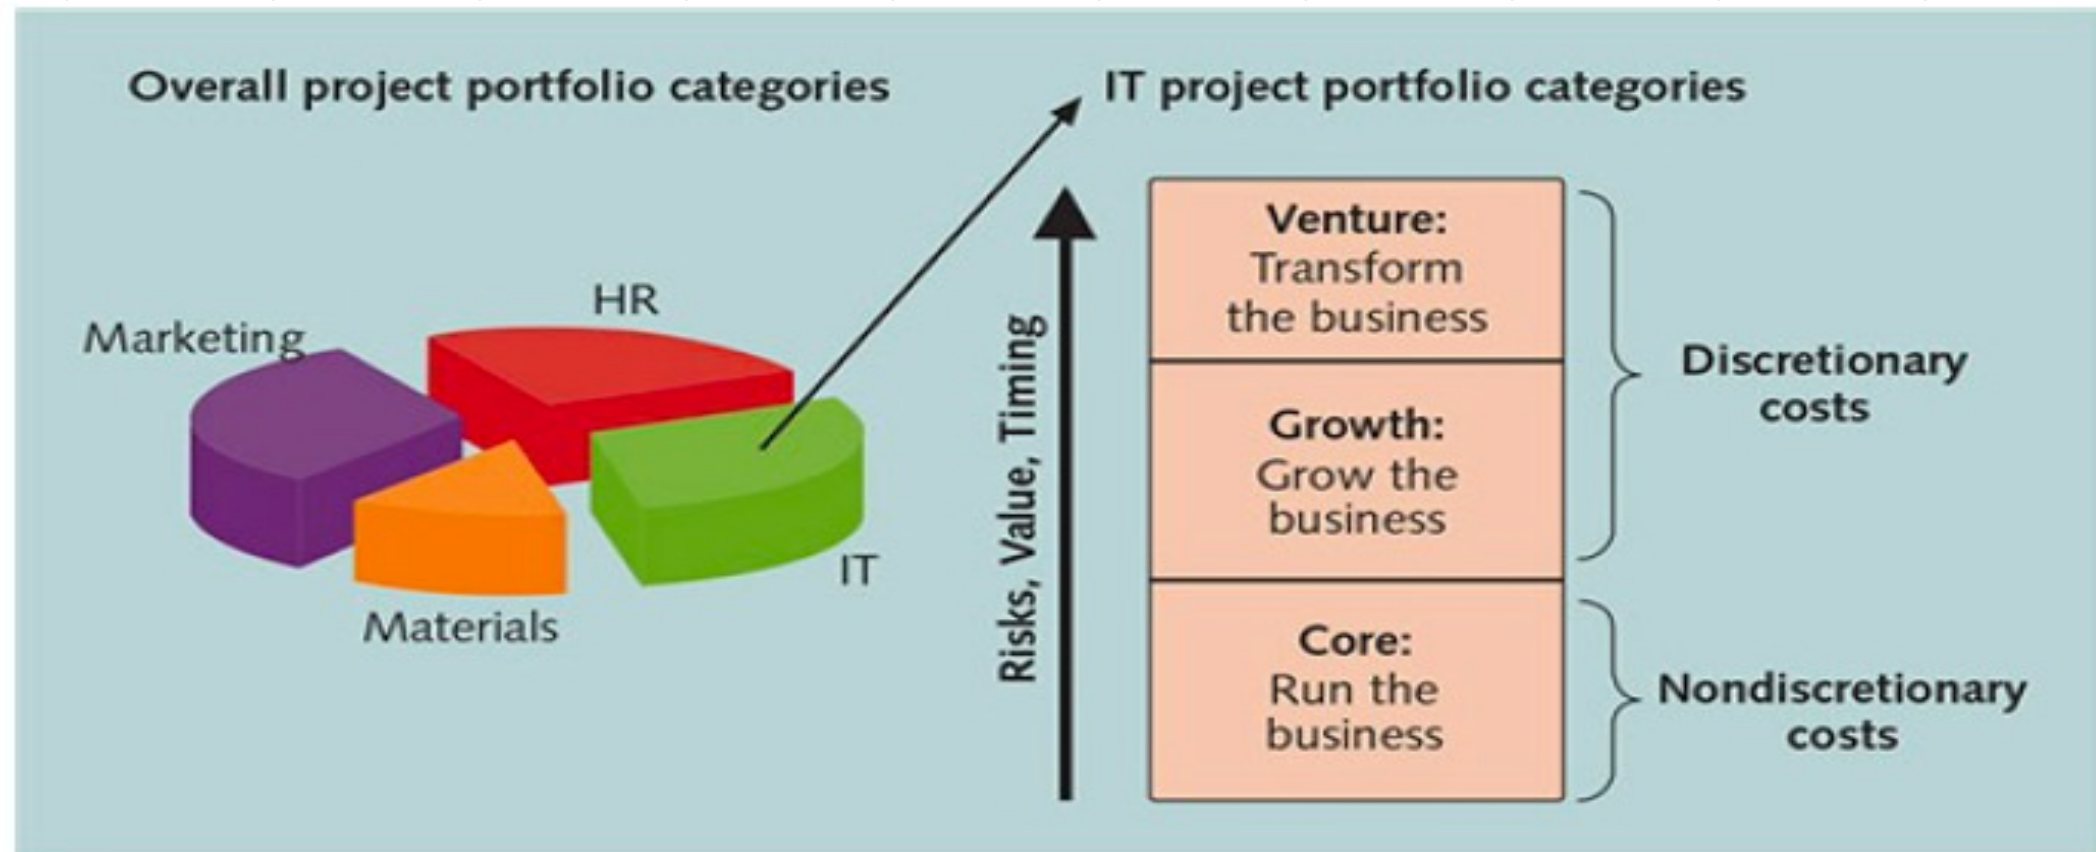 Overall project portfolio categories
IT project portfolio categories
Marketing
HR
IT
Materials
Risks, Value, Timing
Venture:
Transform
the business
Growth:
Grow the
business
Core:
Run the
business
Discretionary
costs
Nondiscretionary
costs